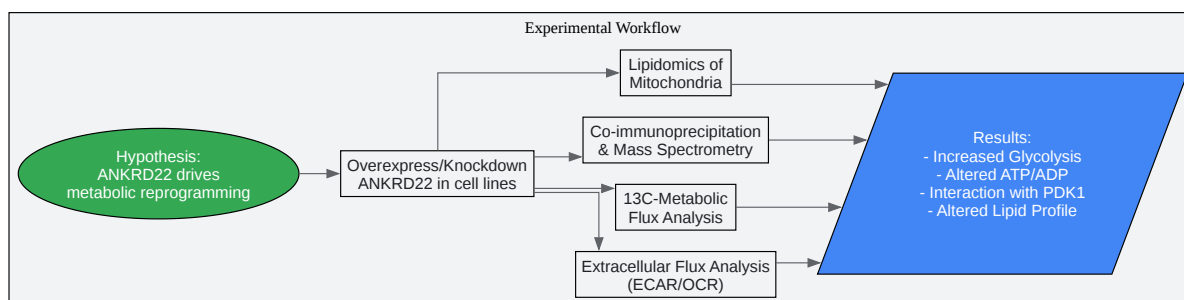 Experimental Workflow
Hypothesis:
ANKRD22 drives
metabolic reprogramming
Overexpress/Knockdown
ANKRD22 in cell lines
Lipidomics of
Mitochondria
Co-immunoprecipitation
& Mass Spectrometry
13C-Metabolic
Flux Analysis
Extracellular Flux Analysis
(ECAR/OCR)
Results:
- Increased Glycolysis
- Altered ATP/ADP
- Interaction with PDK1
- Altered Lipid Profile